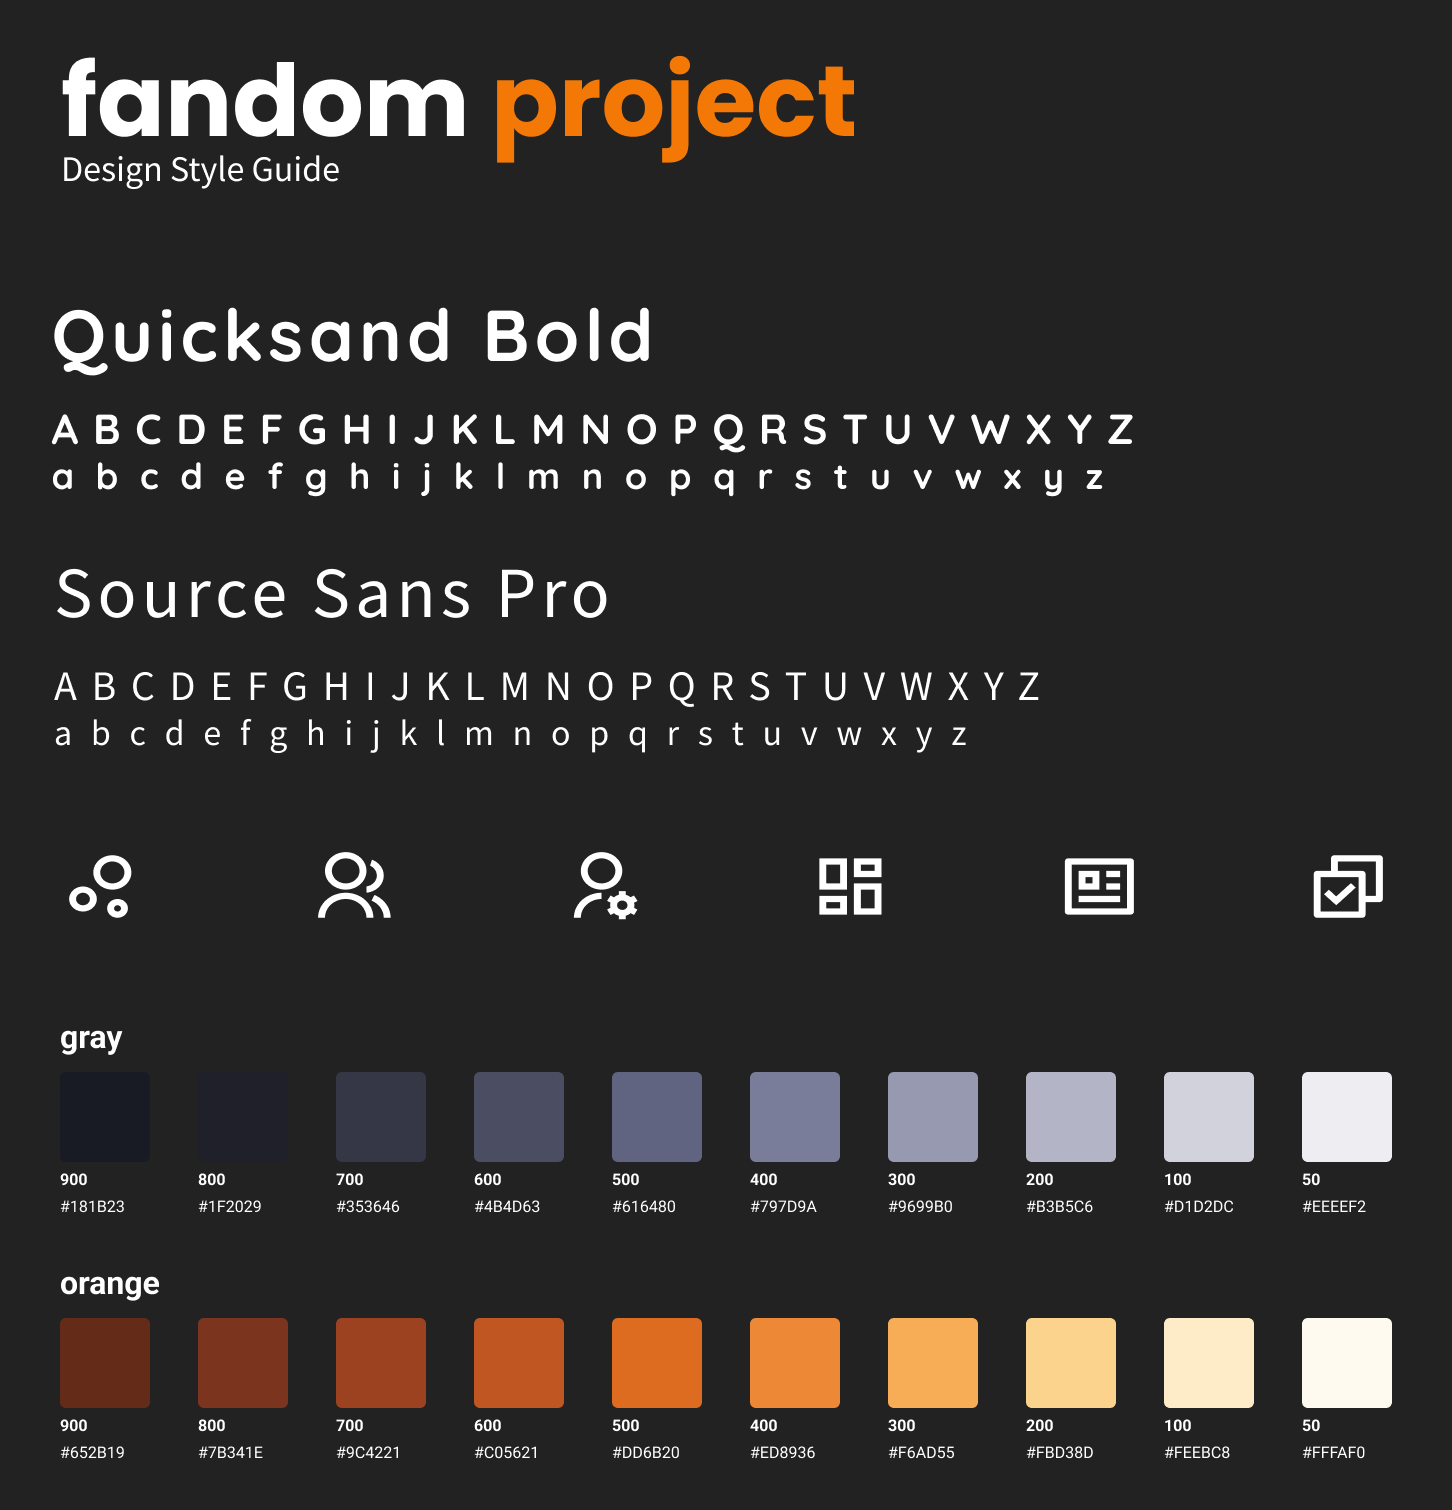 fandom project
Design Style Guide
Quicksand Bold
A B C D E F G H I J K L M N O P Q R S T U V W X Y Z
a b c d e f g h i j k l m n o p q r s t u v w x y z
Source Sans Pro
A B C D E F G H I J K L M N O P Q R S T U V W X Y Z
a b c d e f g h i j k l m n o p q r s t u v w x y z
gray
900 800 700 600 500 400 300 200 100 50
#181B23 #1F2029 #353646 #4B4D63 #616480 #797D9A #9699B0 #B3B5C6 #D1D2DC #EEEEF2
orange
900 800 700 600 500 400 300 200 100 50
#652B19 #7B341E #9C4221 #C05621 #DD6B20 #ED8936 #F6AD55 #FBD38D #FEEBC8 #FFFAF0